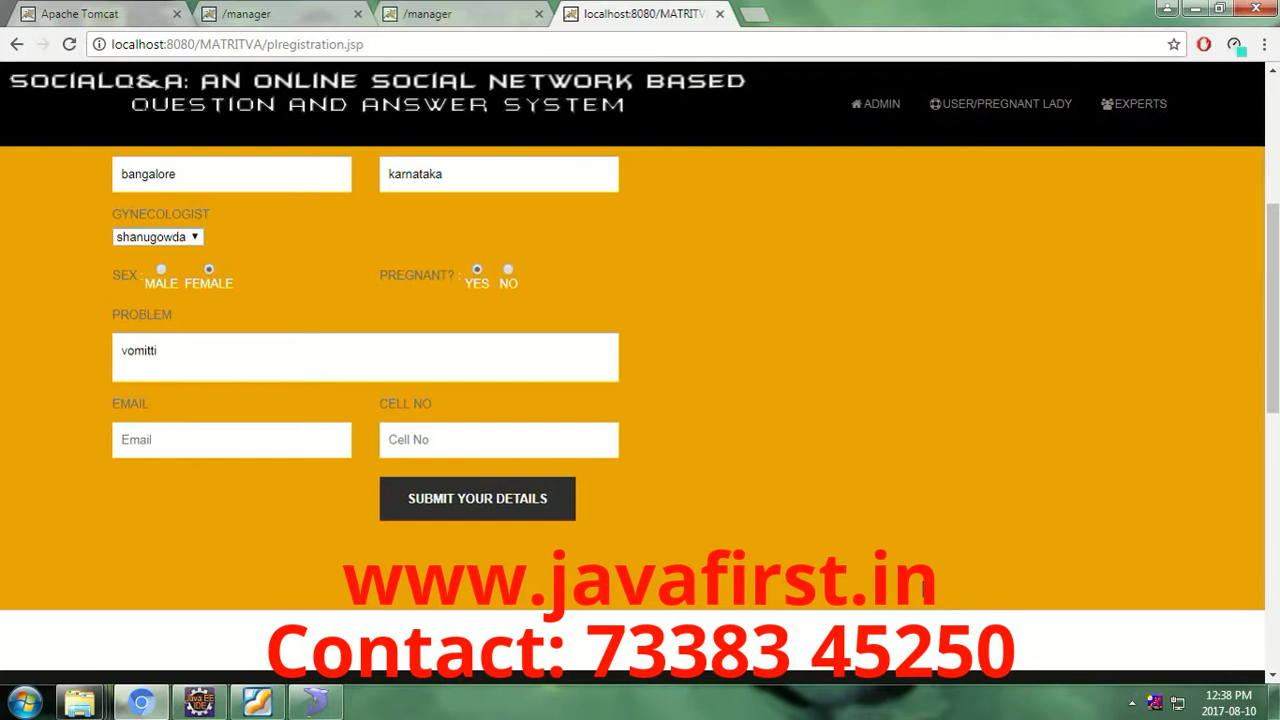 Apache Tomcat
/manager
/manager
localhost:8080/MATRITV
localhost:8080/MATRITVA/plregistration.jsp
SOCIALQ&A: AN ONLINE SOCIAL NETWORK BASED
QUESTION AND ANSWER SYSTEM
ADMIN
USER/PREGNANT LADY
EXPERTS
bangalore
karnataka
GYNECOLOGIST
shanugowda
SEX : MALE FEMALE
PREGNANT? : YES NO
PROBLEM
vomitti
EMAIL
CELL NO
Email
Cell No
SUBMIT YOUR DETAILS
www.javafirst.in
Contact: 73383 45250
Java EE
IDE
12:38 PM
2017-08-10